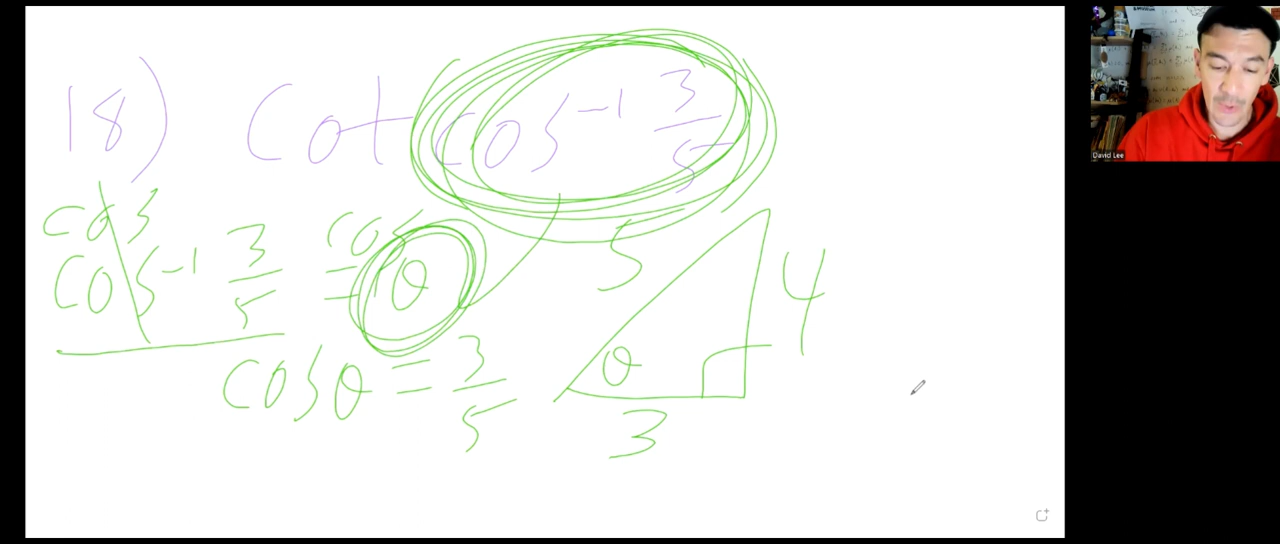 18) cot cos⁻¹ 3/5
cos cos
cos⁻¹ 3/5 = θ
cos θ = 3/5
5
4
θ
3
David Lee